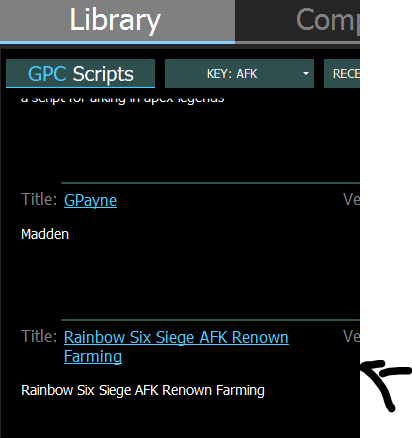 Library Comp
GPC Scripts KEY: AFK RECE
a script for afking in apex legends
Title: GPayne Ve
Madden
Title: Rainbow Six Siege AFK Renown Ve
Farming
Rainbow Six Siege AFK Renown Farming